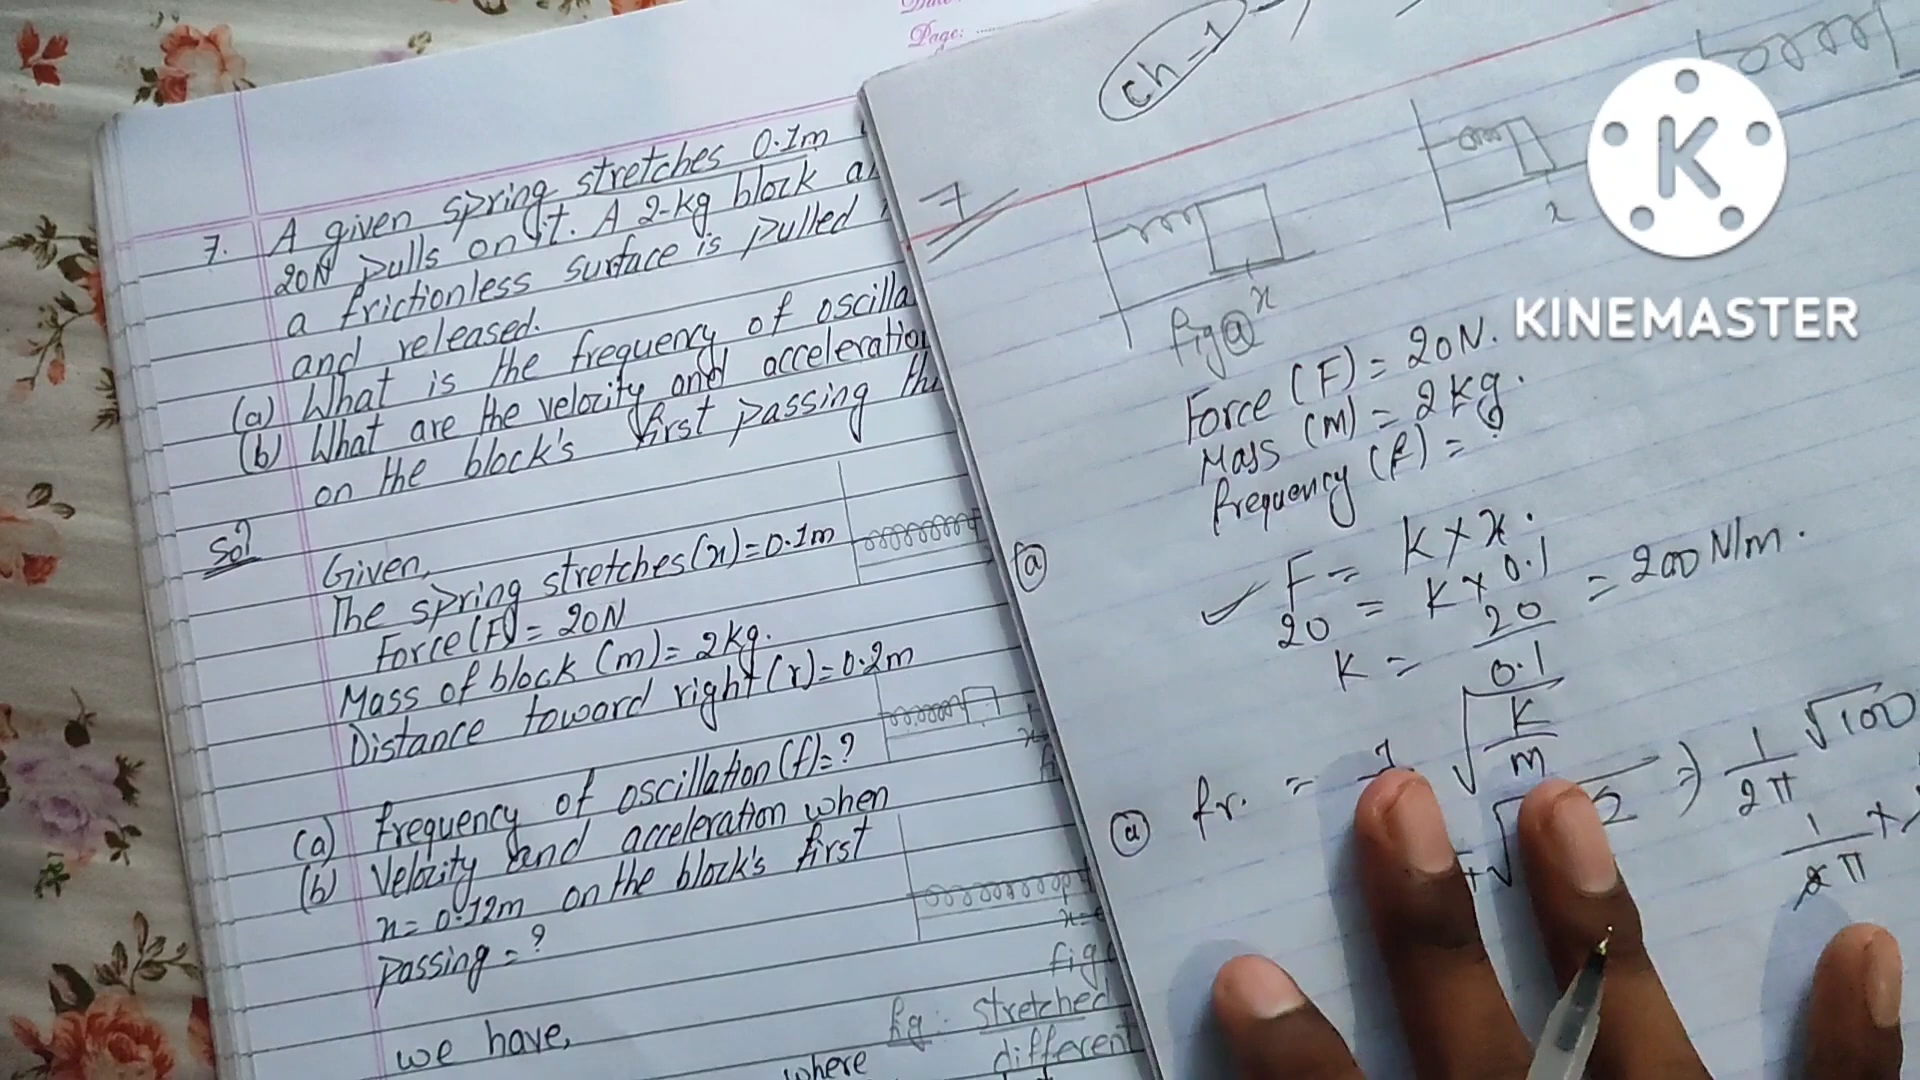 Page:
7. A given spring stretches 0.1m
20N pulls on it. A 2-kg block
a frictionless surface is pulled
and released.
(a) What is the frequency of
(b) What are the velocity and
on the block's first passing
Sol
Given,
The spring stretches(x)=0.1m
Force(F) = 20N
Mass of block (m)= 2kg.
Distance toward right(r)=0.2m
(a) frequency of oscillation(f)=?
(b) Velocity and acceleration when
x= 0.12m on the block's first
passing=?
we have,
where
fig: stretched
different
Ch-1
7
x
x
fig(a)
Force (F) = 20N.
Mass (m) = 2kg.
frequency (f) = ?
(a)
F = K × x.
20 = K × 0.1
K = 20/0.1 = 200 N/m.
(a) fr. = √K/m
⇒ 1/2π √100
1/2π ×
K
KINEMASTER